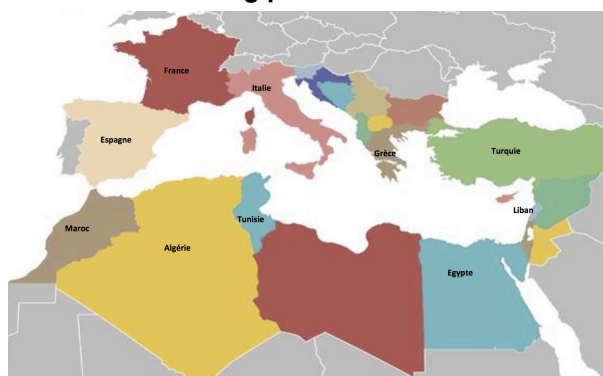 France
Italie
Espagne
Grèce
Turquie
Liban
Maroc
Tunisie
Algérie
Egypte